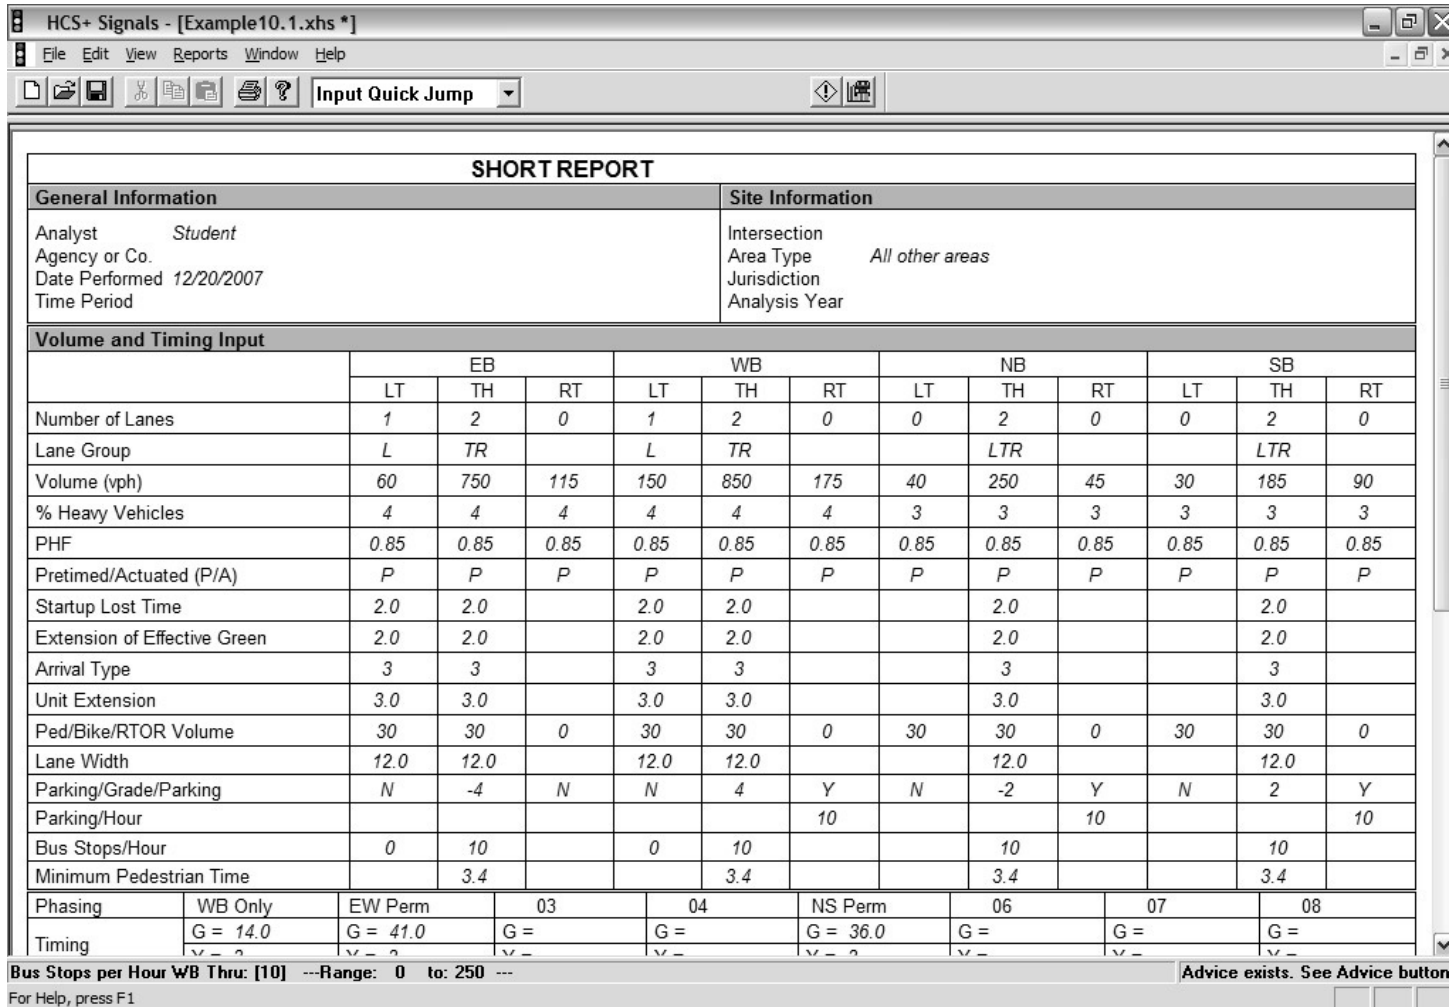 HCS+ Signals - [Example10.1.xhs *]
File Edit View Reports Window Help
Input Quick Jump
SHORT REPORT
General Information Site Information
Analyst Student Intersection
Agency or Co. Area Type All other areas
Date Performed 12/20/2007 Jurisdiction
Time Period Analysis Year
Volume and Timing Input
EB WB NB SB
LT TH RT LT TH RT LT TH RT LT TH RT
Number of Lanes 1 2 0 1 2 0 0 2 0 0 2 0
Lane Group L TR L TR LTR LTR
Volume (vph) 60 750 115 150 850 175 40 250 45 30 185 90
% Heavy Vehicles 4 4 4 4 4 4 3 3 3 3 3 3
PHF 0.85 0.85 0.85 0.85 0.85 0.85 0.85 0.85 0.85 0.85 0.85 0.85
Pretimed/Actuated (P/A) P P P P P P P P P P P P
Startup Lost Time 2.0 2.0 2.0 2.0 2.0 2.0
Extension of Effective Green 2.0 2.0 2.0 2.0 2.0 2.0
Arrival Type 3 3 3 3 3 3
Unit Extension 3.0 3.0 3.0 3.0 3.0 3.0
Ped/Bike/RTOR Volume 30 30 0 30 30 0 30 30 0 30 30 0
Lane Width 12.0 12.0 12.0 12.0 12.0 12.0
Parking/Grade/Parking N -4 N N 4 Y N -2 Y N 2 Y
Parking/Hour 10 10 10
Bus Stops/Hour 0 10 0 10 10 10
Minimum Pedestrian Time 3.4 3.4 3.4 3.4
Phasing WB Only EW Perm 03 04 NS Perm 06 07 08
Timing G = 14.0 G = 41.0 G = G = G = 36.0 G = G = G =
Bus Stops per Hour WB Thru: [10] ---Range: 0 to: 250 --- Advice exists. See Advice button
For Help, press F1